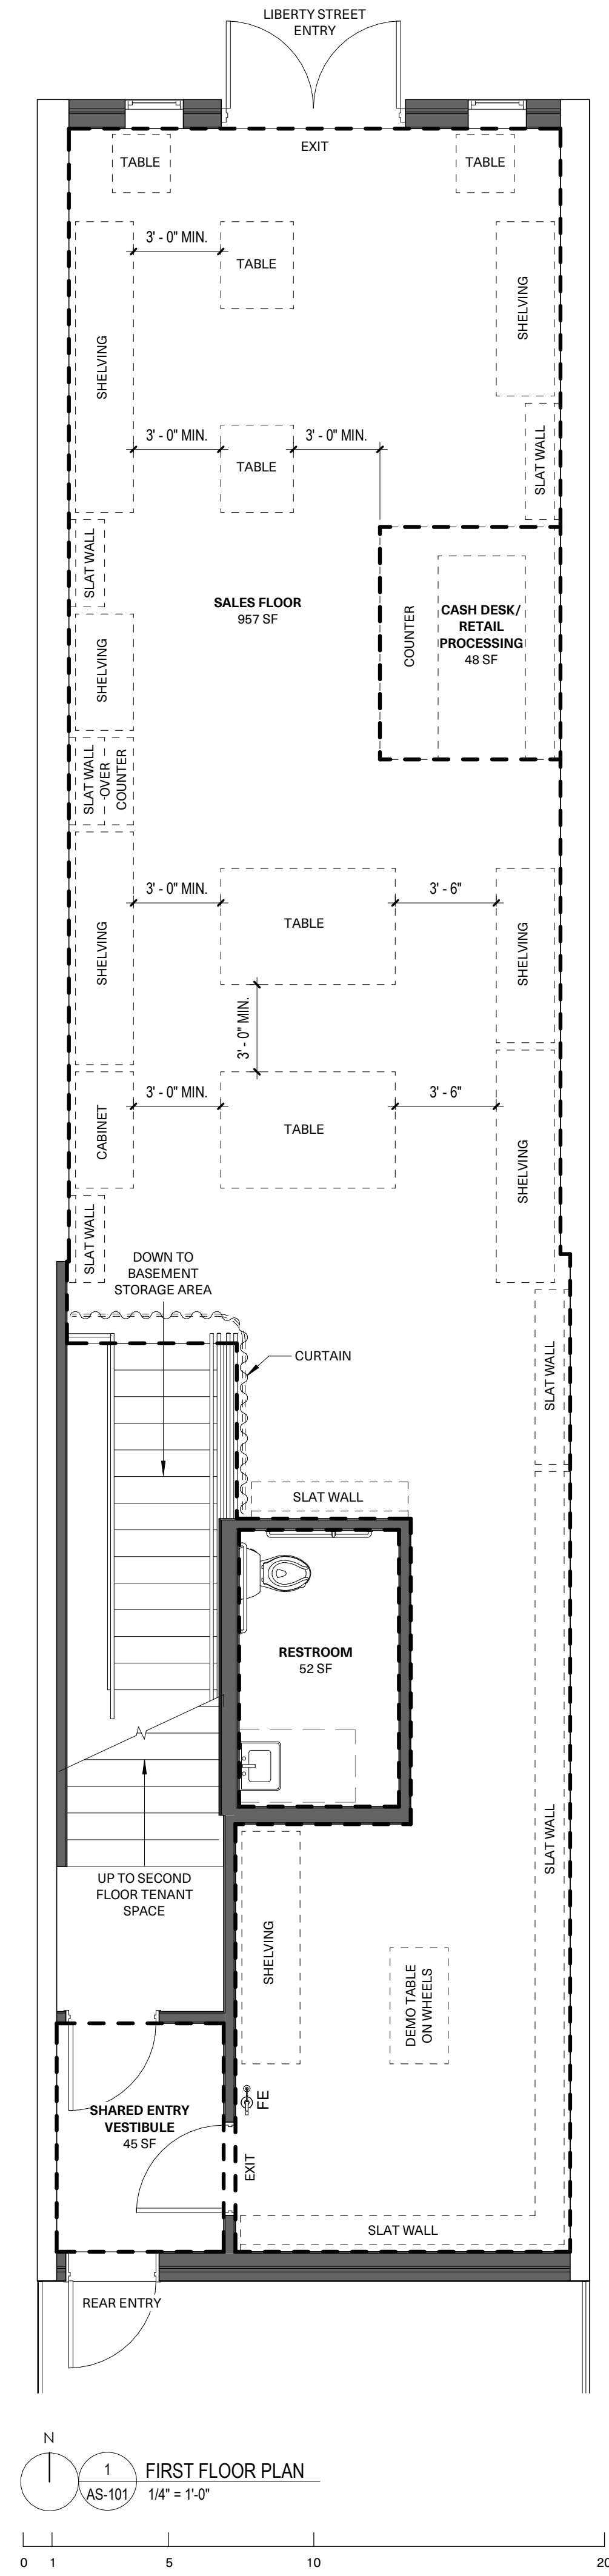 LIBERTY STREET
ENTRY
EXIT
TABLE
TABLE
3' - 0" MIN.
TABLE
SHELVING
SHELVING
3' - 0" MIN.
3' - 0" MIN.
TABLE
SLAT WALL
SLAT WALL
SALES FLOOR
957 SF
COUNTER
CASH DESK/
RETAIL
PROCESSING
48 SF
SHELVING
SLAT WALL
OVER
COUNTER
3' - 0" MIN.
3' - 6"
TABLE
SHELVING
SHELVING
3' - 0" MIN.
3' - 0" MIN.
3' - 6"
CABINET
TABLE
SHELVING
SLAT WALL
DOWN TO
BASEMENT
STORAGE AREA
CURTAIN
SLAT WALL
SLAT WALL
RESTROOM
52 SF
SLAT WALL
UP TO SECOND
FLOOR TENANT
SPACE
SHELVING
DEMO TABLE
ON WHEELS
FE
SHARED ENTRY
VESTIBULE
45 SF
EXIT
SLAT WALL
REAR ENTRY
N
1
AS-101
FIRST FLOOR PLAN
1/4" = 1'-0"
0 1 5 10 20